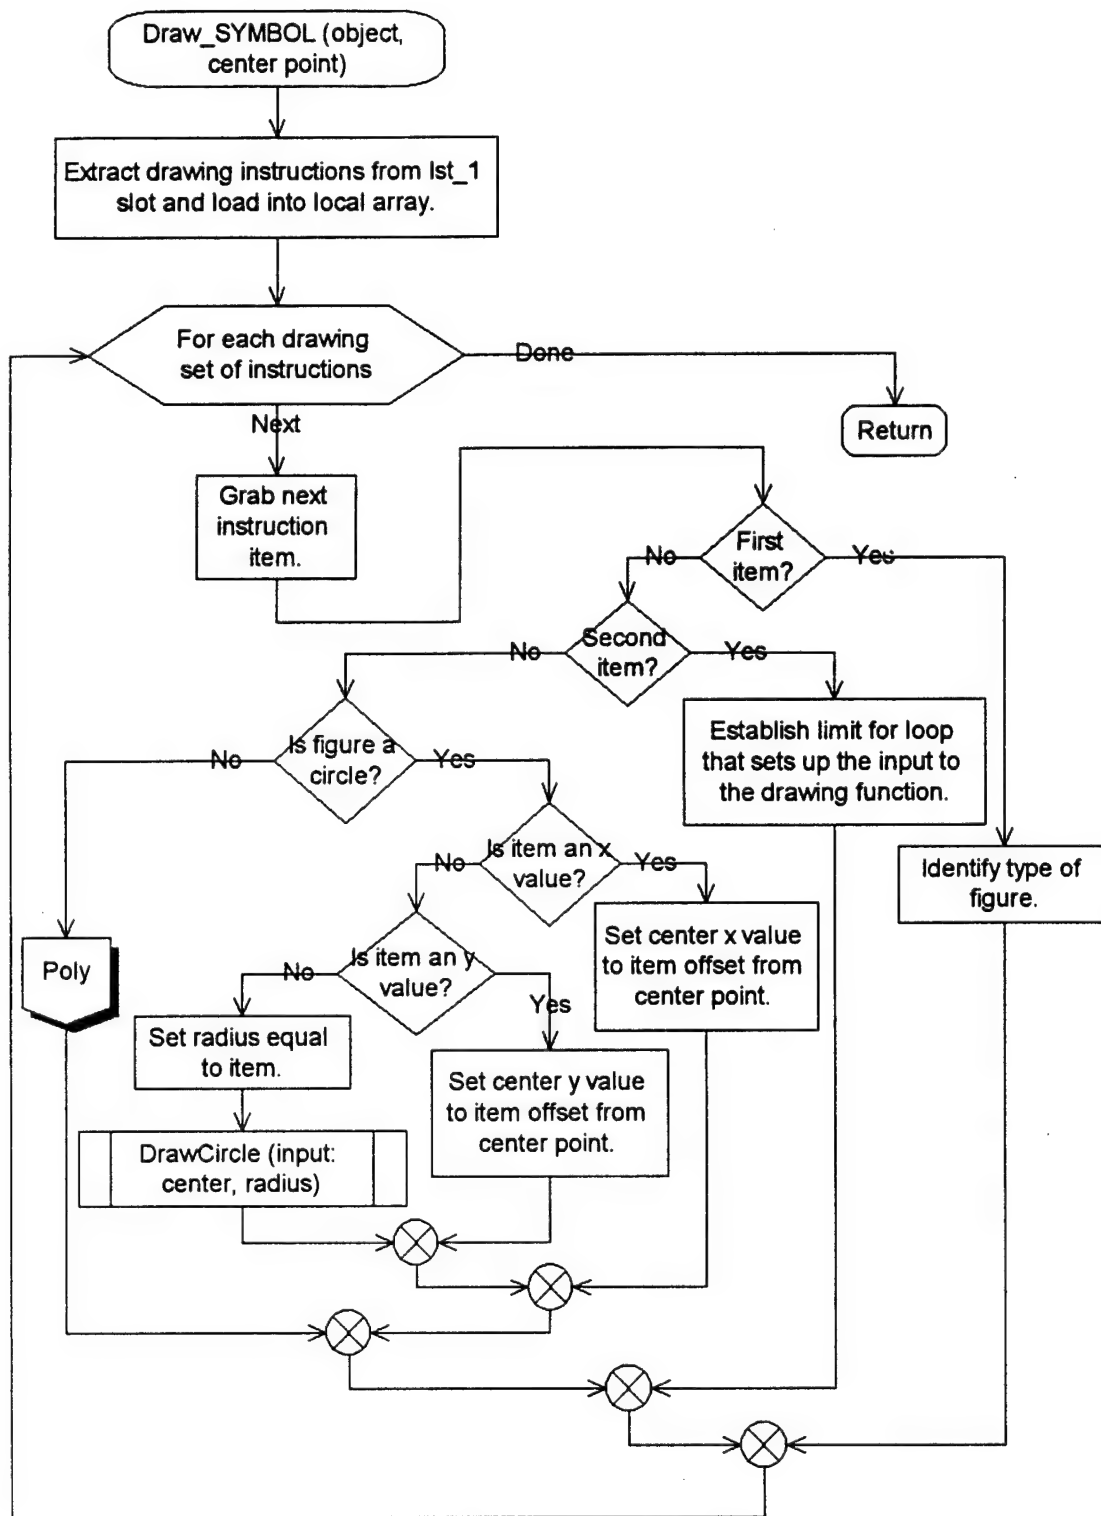 Draw_SYMBOL (object,
center point)
Extract drawing instructions from lst_1
slot and load into local array.
For each drawing
set of instructions
Done
Return
Next
Grab next
instruction
item.
First
item?
No
Yes
Second
item?
No
Yes
Establish limit for loop
that sets up the input to
the drawing function.
Is figure a
circle?
No
Yes
Is item an x
value?
No
Yes
Identify type of
figure.
Set center x value
to item offset from
center point.
Poly
Is item an y
value?
No
Yes
Set radius equal
to item.
Set center y value
to item offset from
center point.
DrawCircle (input:
center, radius)